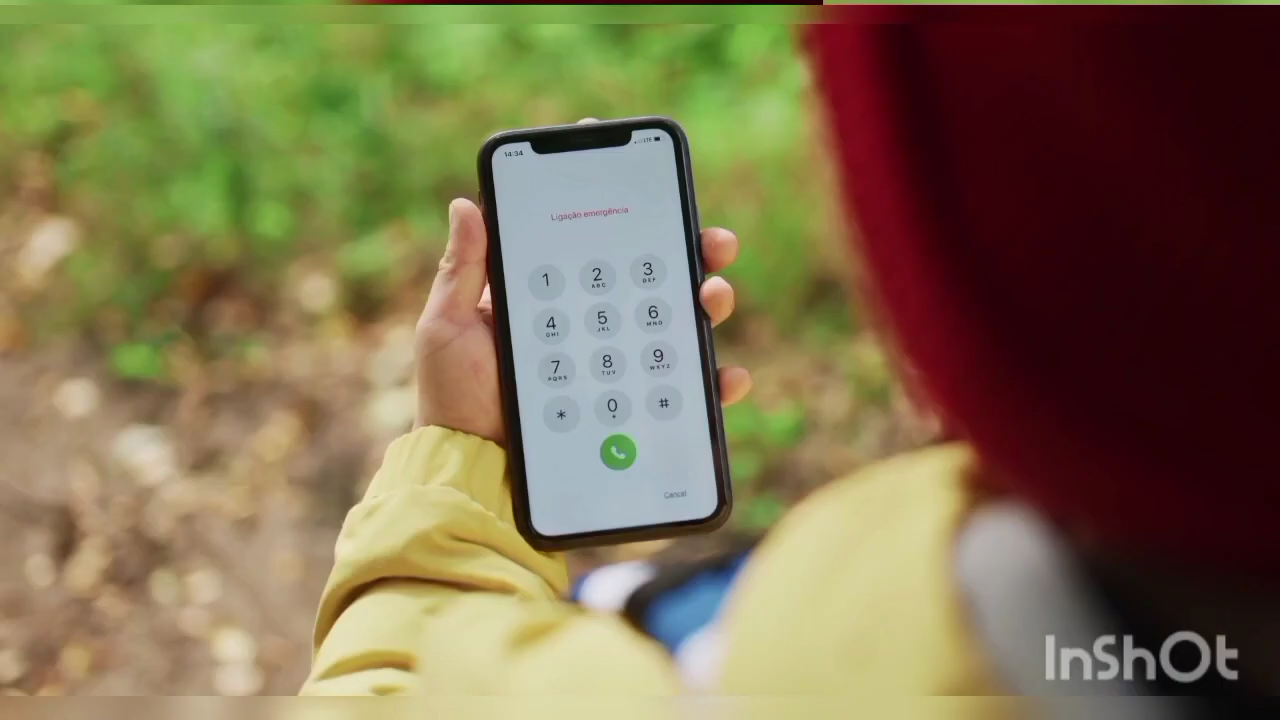 14:34
LTE
Ligação emergência
1
2
ABC
3
DEF
4
GHI
5
JKL
6
MNO
7
PQRS
8
TUV
9
WXYZ
*
0
+
#
Cancel
InShOt